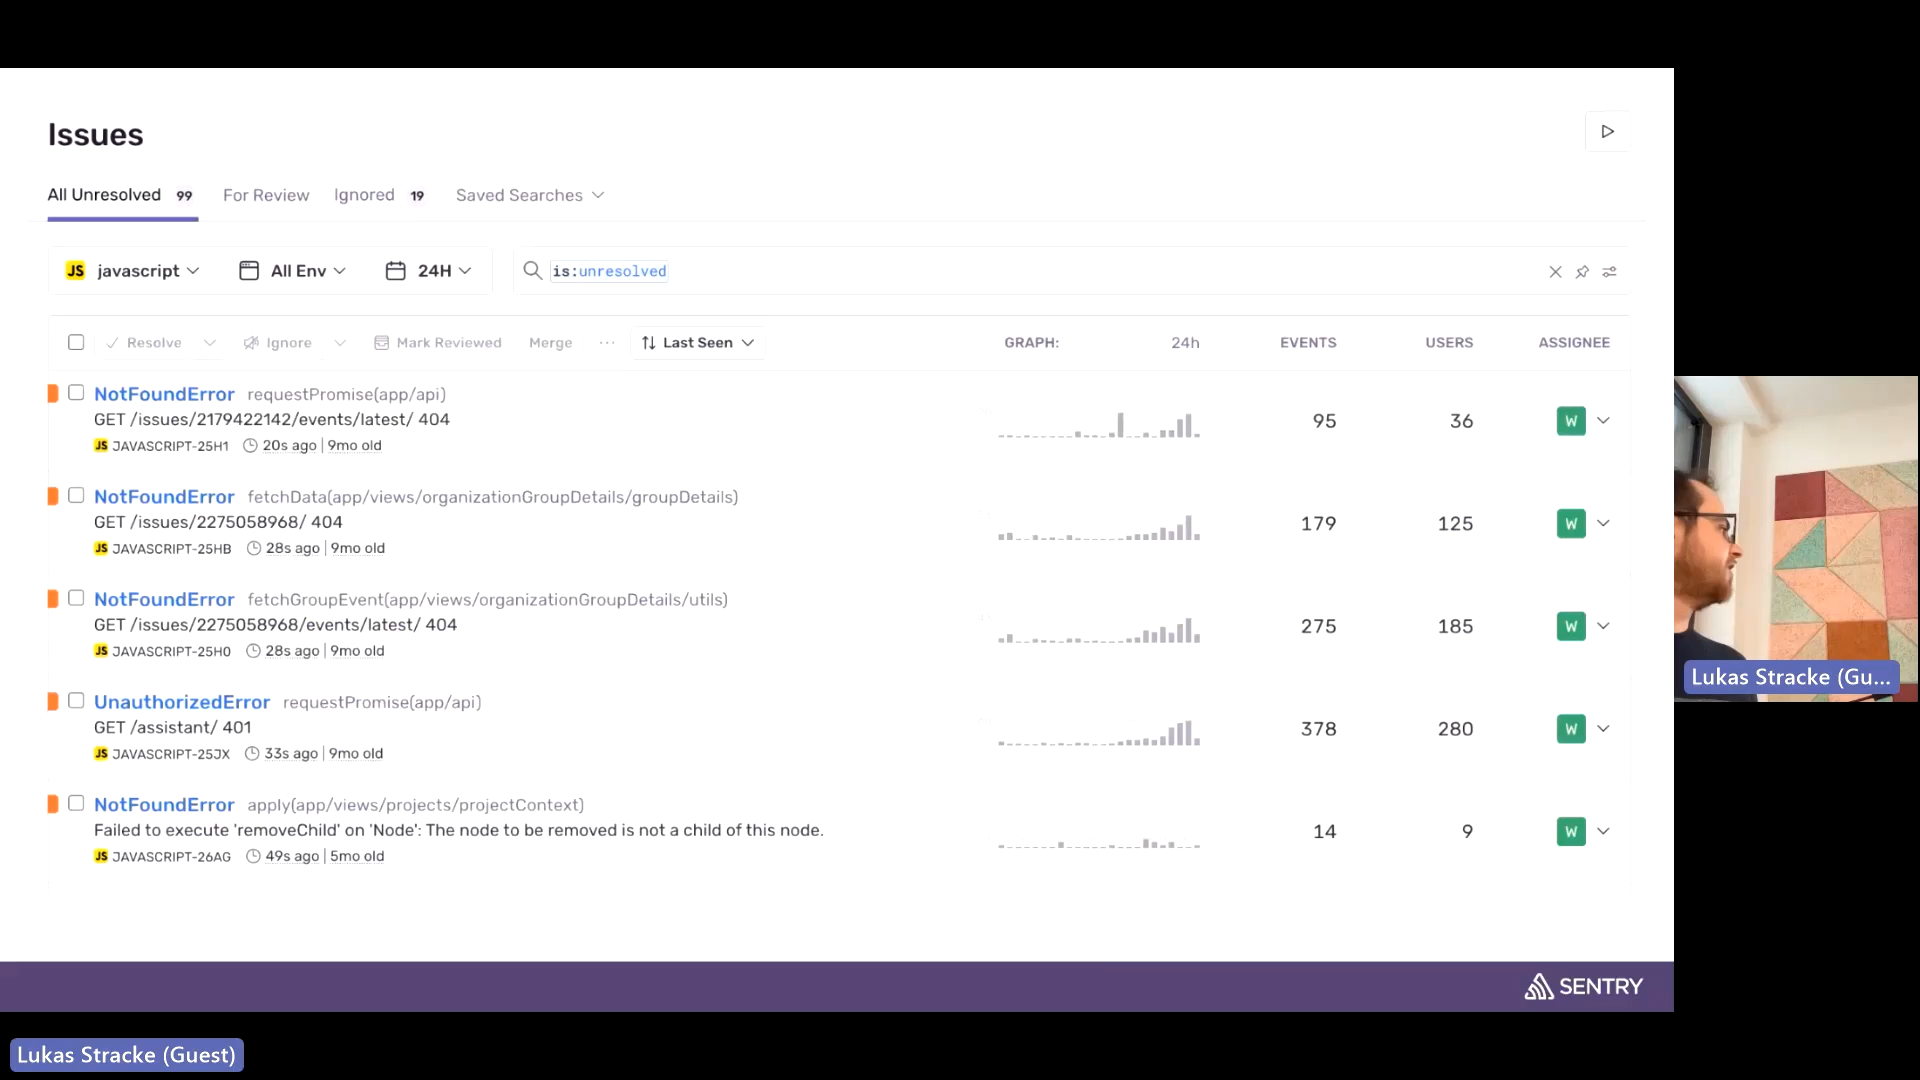 Issues
All Unresolved 99 For Review Ignored 19 Saved Searches
JS javascript All Env 24H is:unresolved
Resolve Ignore Mark Reviewed Merge ... Last Seen GRAPH: 24h EVENTS USERS ASSIGNEE
NotFoundError requestPromise(app/api)
GET /issues/2179422142/events/latest/ 404 95 36 W
JS JAVASCRIPT-25H1 20s ago | 9mo old
NotFoundError fetchData(app/views/organizationGroupDetails/groupDetails)
GET /issues/2275058968/ 404 179 125 W
JS JAVASCRIPT-25HB 28s ago | 9mo old
NotFoundError fetchGroupEvent(app/views/organizationGroupDetails/utils)
GET /issues/2275058968/events/latest/ 404 275 185 W
JS JAVASCRIPT-25H0 28s ago | 9mo old
UnauthorizedError requestPromise(app/api)
GET /assistant/ 401 378 280 W
JS JAVASCRIPT-25JX 33s ago | 9mo old
NotFoundError apply(app/views/projects/projectContext)
Failed to execute 'removeChild' on 'Node': The node to be removed is not a child of this node. 14 9 W
JS JAVASCRIPT-26AG 49s ago | 5mo old
SENTRY
Lukas Stracke (Gu...
Lukas Stracke (Guest)